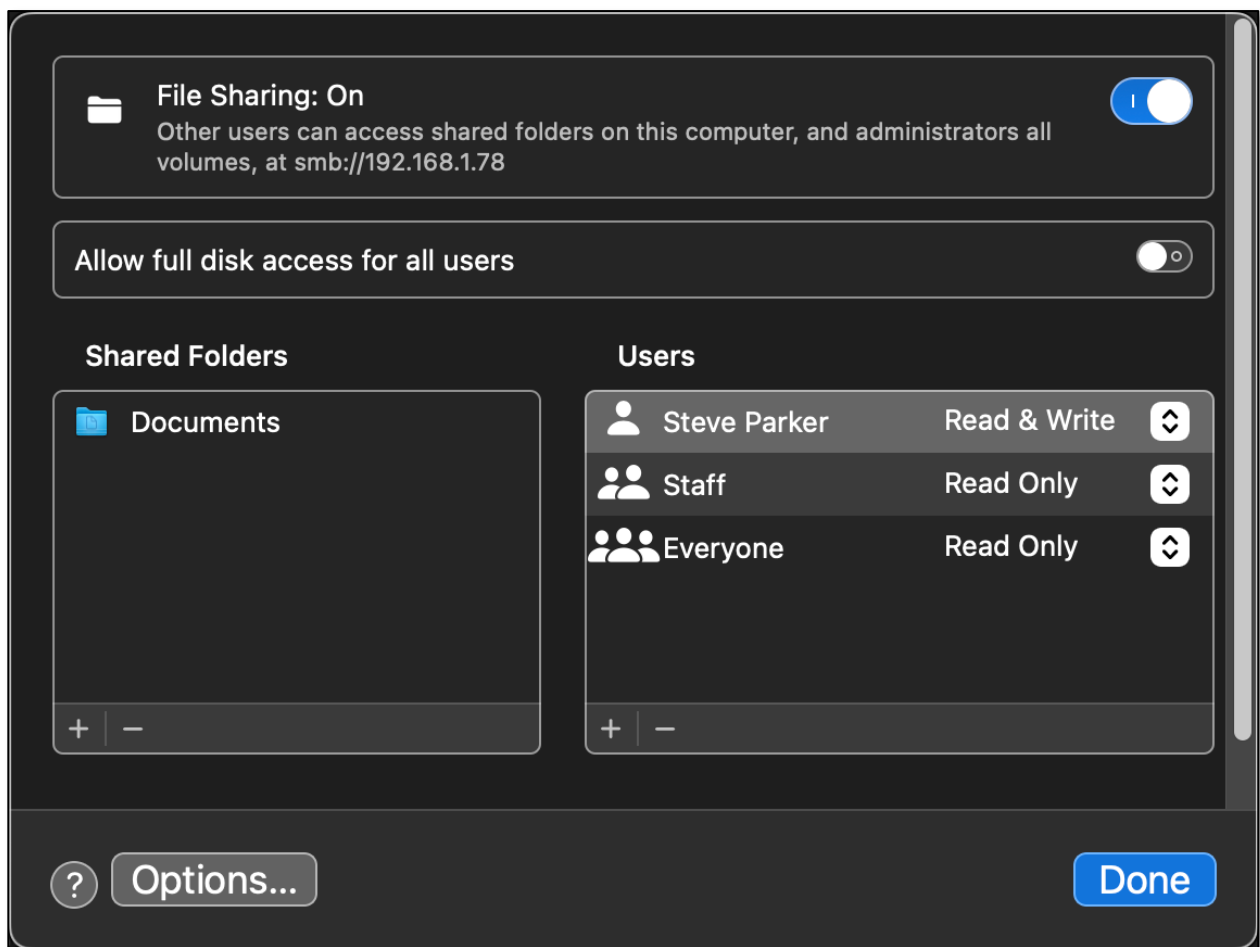 File Sharing: On
Other users can access shared folders on this computer, and administrators all
volumes, at smb://192.168.1.78
Allow full disk access for all users
Shared Folders
Users
Documents
Steve Parker Read & Write
Staff Read Only
Everyone Read Only
+ −
+ −
? Options... Done